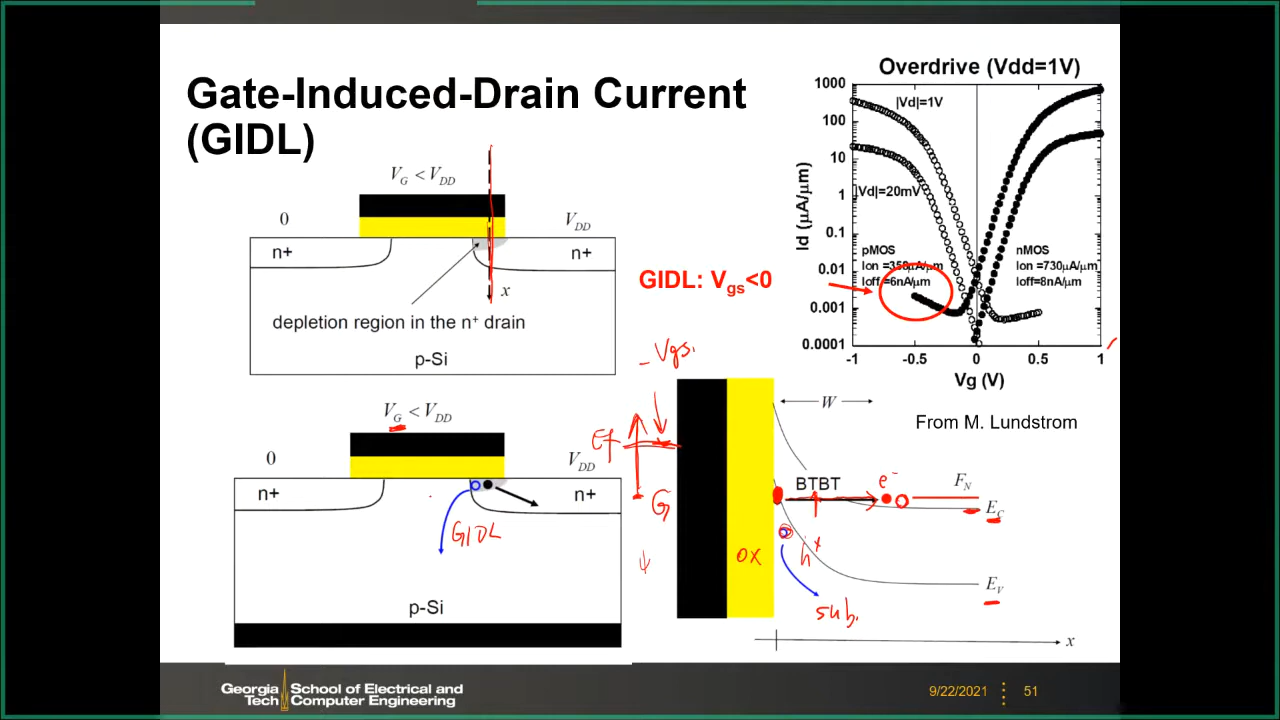 Gate-Induced-Drain Current
(GIDL)
V_G < V_DD
0
V_DD
n+
n+
x
depletion region in the n⁺ drain
p-Si
V_G < V_DD
0
V_DD
n+
n+
GIDL
p-Si
Overdrive (Vdd=1V)
1000
100
10
1
0.1
0.01
0.001
0.0001
Id (μA/μm)
|Vd|=1V
|Vd|=20mV
pMOS
Ion =358μA/μm
Ioff =6nA/μm
nMOS
Ion =730μA/μm
Ioff=8nA/μm
-1
-0.5
0
0.5
1
Vg (V)
GIDL: Vgs<0
From M. Lundstrom
- Vgs.
Ef
G
OX
W
BTBT
e⁻
F_N
E_C
h⁺
E_V
sub.
x
Georgia Tech
School of Electrical and Computer Engineering
9/22/2021
51